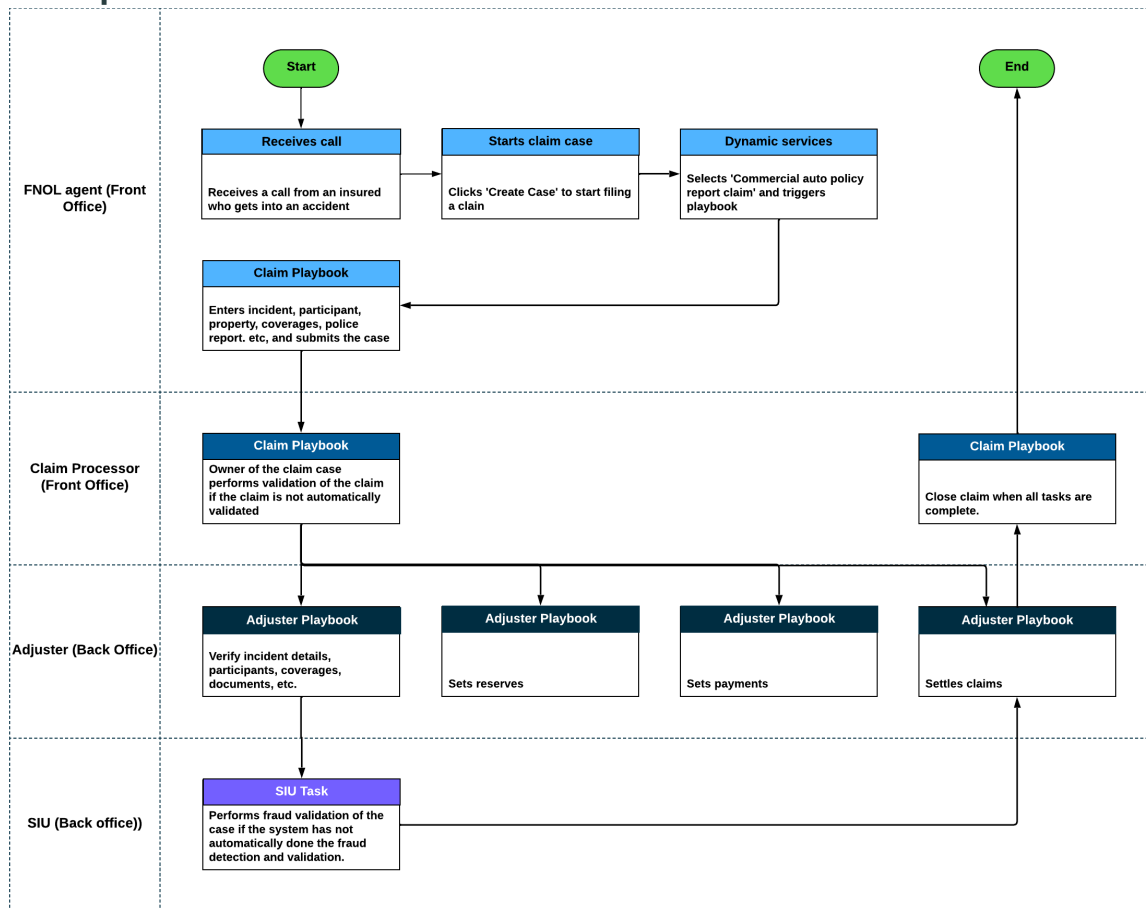 Start
End
Receives call
Receives a call from an insured
who gets into an accident
Starts claim case
Clicks 'Create Case' to start filing
a claim
Dynamic services
Selects 'Commercial auto policy
report claim' and triggers
playbook
FNOL agent (Front
Office)
Claim Playbook
Enters incident, participant,
property, coverages, police
report. etc, and submits the case
Claim Processor
(Front Office)
Claim Playbook
Owner of the claim case
performs validation of the claim
if the claim is not automatically
validated
Claim Playbook
Close claim when all tasks are
complete.
Adjuster (Back Office)
Adjuster Playbook
Verify incident details,
participants, coverages,
documents, etc.
Adjuster Playbook
Sets reserves
Adjuster Playbook
Sets payments
Adjuster Playbook
Settles claims
SIU (Back office))
SIU Task
Performs fraud validation of the
case if the system has not
automatically done the fraud
detection and validation.